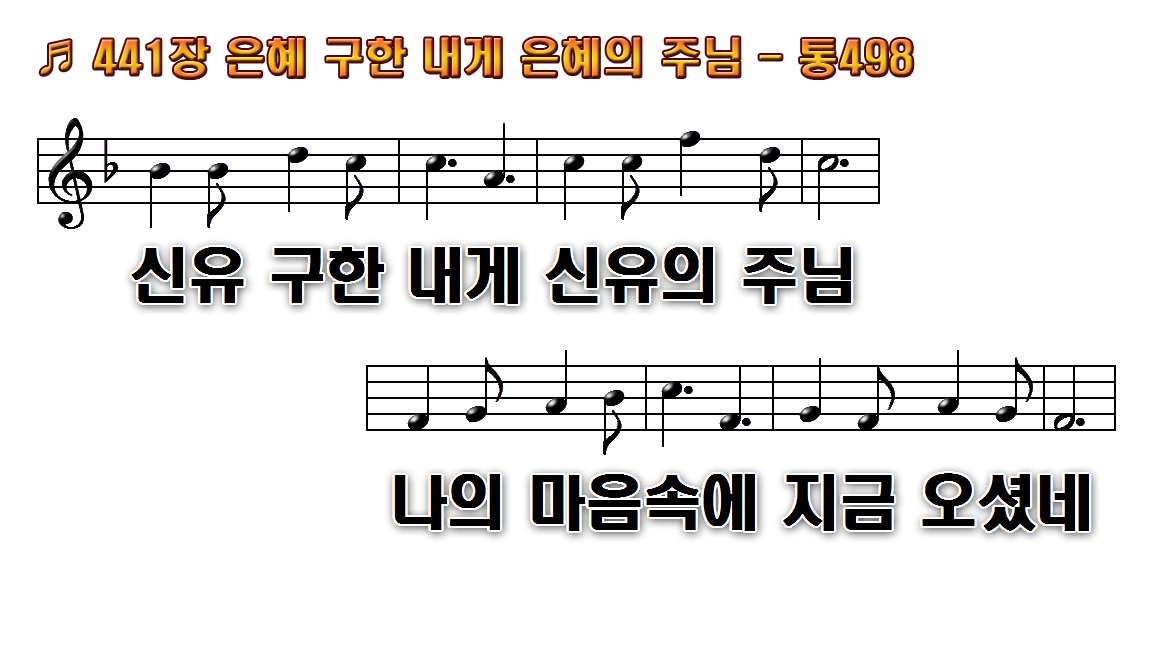 ♬ 441장 은혜 구한 내게 은혜의 주님 - 통498
신유 구한 내게 신유의 주님
나의 마음속에 지금 오셨네